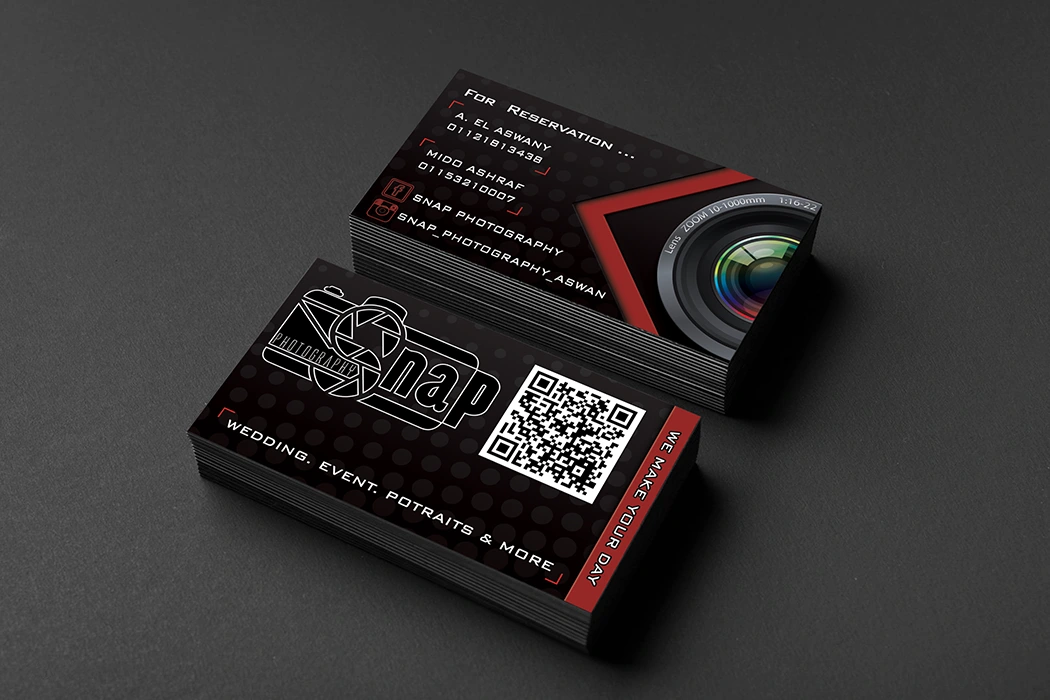 For Reservation ...
A. EL ASWANY
01121813438
MIDO ASHRAF
01153210007
SNAP PHOTOGRAPHY
SNAP_PHOTOGRAPHY_ASWAN
Lens ZOOM 10-1000mm 1:16-22
Snap
PHOTOGRAPHY
WEDDING. EVENT. POTRAITS & MORE
WE MAKE YOUR DAY